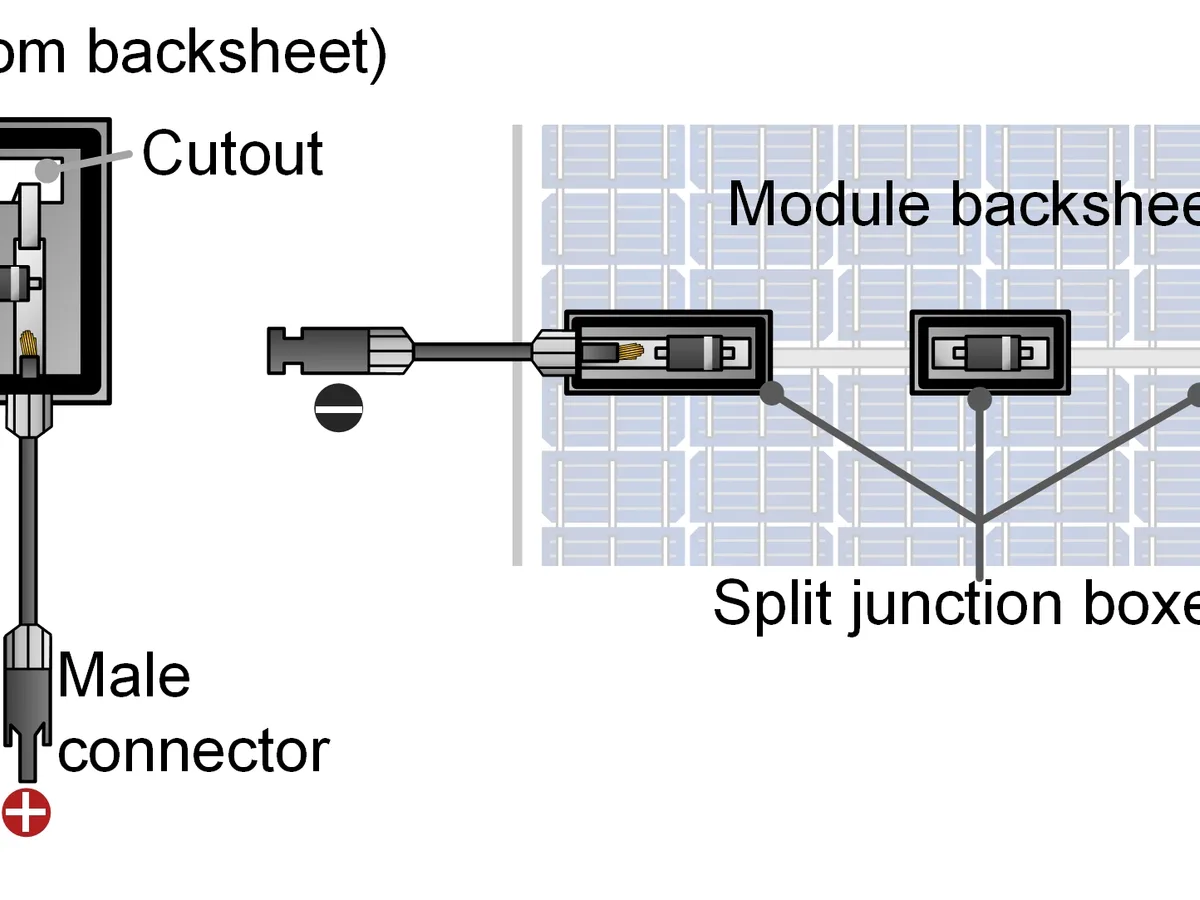 om backsheet)
Cutout
Module backshee
Split junction boxe
Male
connector